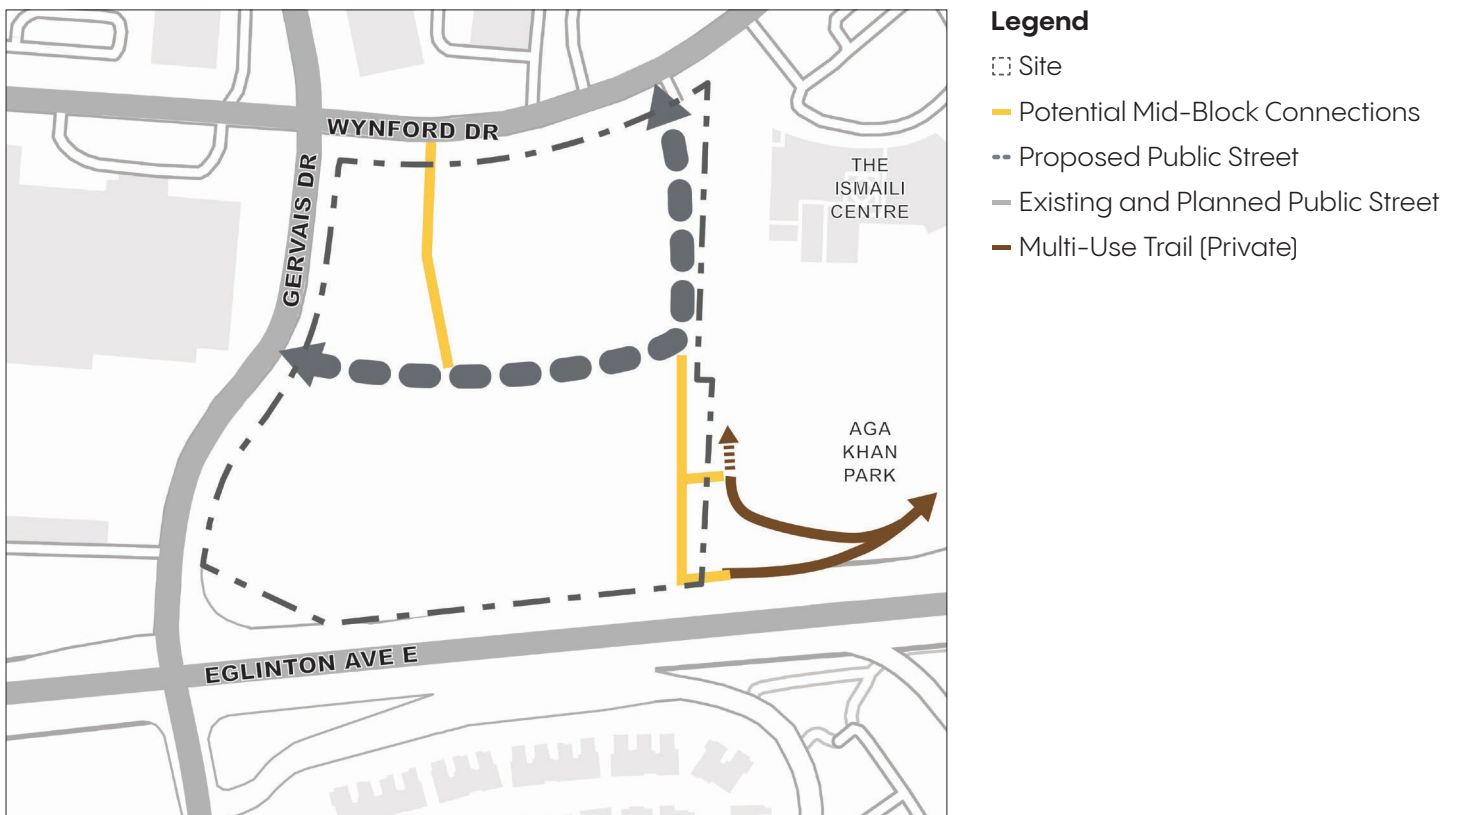 WYNFORD DR
GERVAIS DR
THE
ISMAILI
CENTRE
AGA
KHAN
PARK
EGLINTON AVE E
Legend
Site
Potential Mid-Block Connections
Proposed Public Street
Existing and Planned Public Street
Multi-Use Trail (Private)